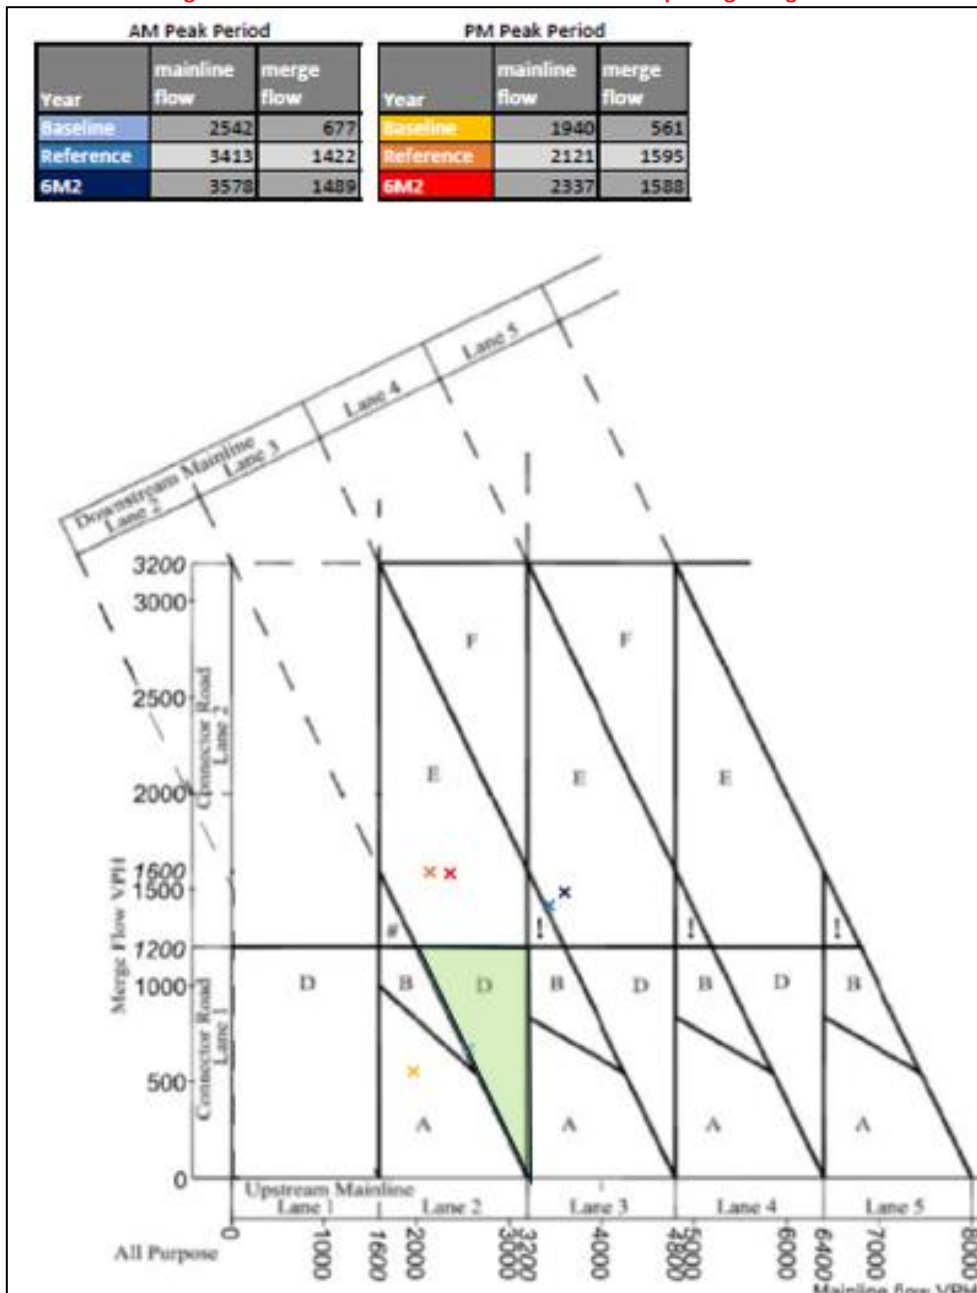 AM Peak Period
Year mainline flow merge flow
Baseline 2542 677
Reference 3413 1422
6M2 3578 1489
PM Peak Period
Year mainline flow merge flow
Baseline 1940 561
Reference 2121 1595
6M2 2337 1588
Downstream Mainline
Lane 2
Lane 3
Lane 4
Lane 5
Merge Flow VPH
Connector Road
Lane 2
Connector Road
Lane 1
3200
3000
2500
2000
1600
1500
1200
1000
500
0
F F
E E E
# ! ! !
D B D B D B D B
A A A A
Upstream Mainline
Lane 1 Lane 2 Lane 3 Lane 4 Lane 5
All Purpose
0 1000 1600 2000 3000 3200 4000 4800 5000 6000 6400 7000 8000
Mainline flow VPH